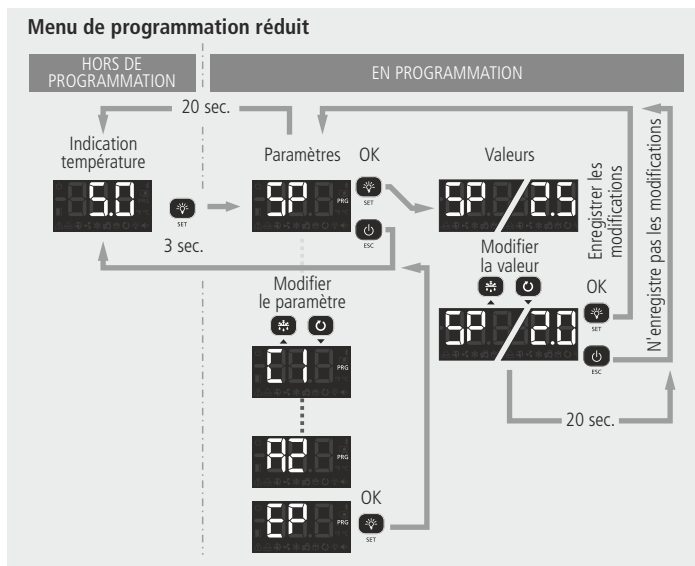 Menu de programmation réduit
HORS DE
PROGRAMMATION
EN PROGRAMMATION
20 sec.
Indication
température
Paramètres
OK
Valeurs
5.0
SET
3 sec.
SP
PRG
SET
ESC
SP
2.5
Modifier
la valeur
Enregistrer les
modifications
N'enregistre pas les modifications
Modifier
le paramètre
SP
2.0
OK
SET
ESC
C1
PRG
20 sec.
A2
PRG
EP
PRG
OK
SET